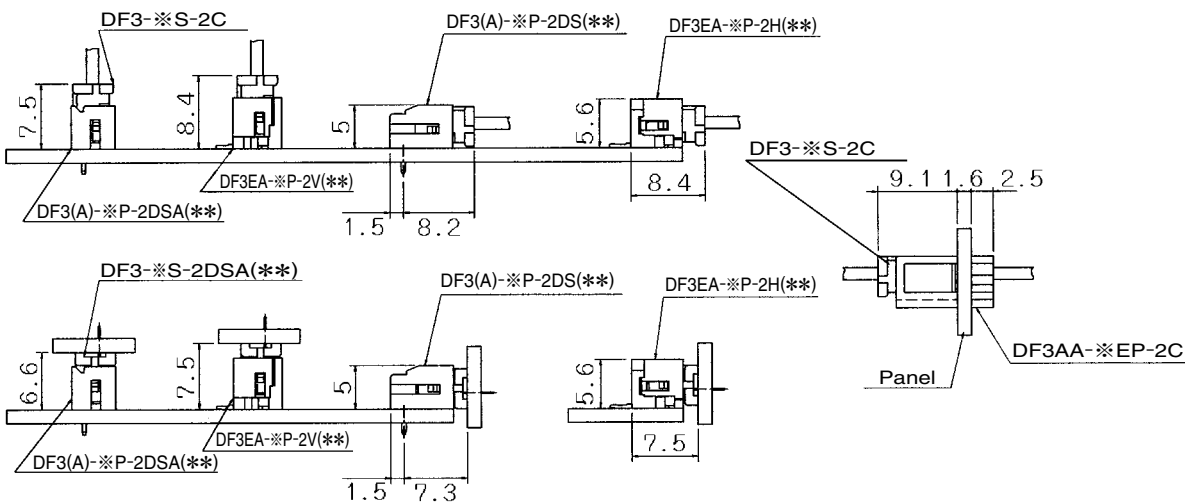 DF3-※S-2C
DF3(A)-※P-2DS(**)
DF3EA-※P-2H(**)
7.5
8.4
5
5.6
DF3EA-※P-2V(**)
DF3(A)-※P-2DSA(**)
1.5
8.2
8.4
DF3-※S-2C
9.1
1.6
2.5
DF3AA-※EP-2C
Panel
DF3-※S-2DSA(**)
DF3(A)-※P-2DS(**)
DF3EA-※P-2H(**)
6.6
7.5
5
5.6
DF3EA-※P-2V(**)
DF3(A)-※P-2DSA(**)
1.5
7.3
7.5